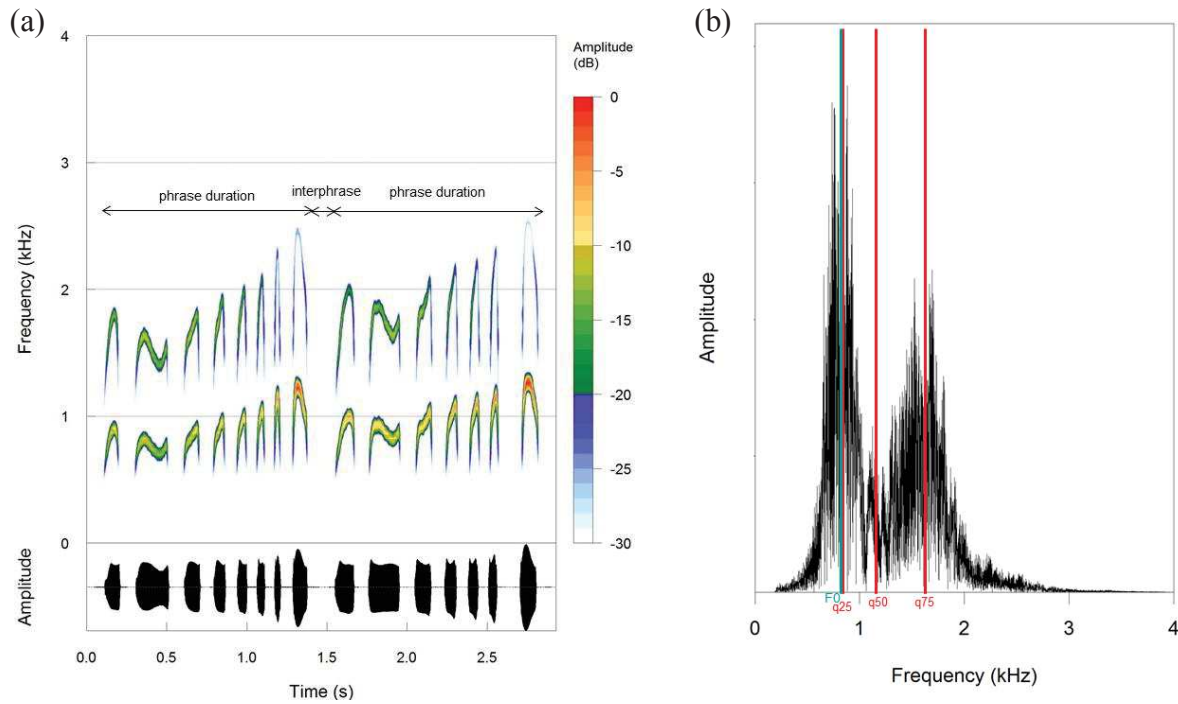 (a)
4
3
2
1
0
Frequency (kHz)
phrase duration
interphrase
phrase duration
Amplitude
(dB)
0
-5
-10
-15
-20
-25
-30
Amplitude
0.0 0.5 1.0 1.5 2.0 2.5
Time (s)
(b)
Amplitude
F0
q25
q50
q75
0 1 2 3 4
Frequency (kHz)